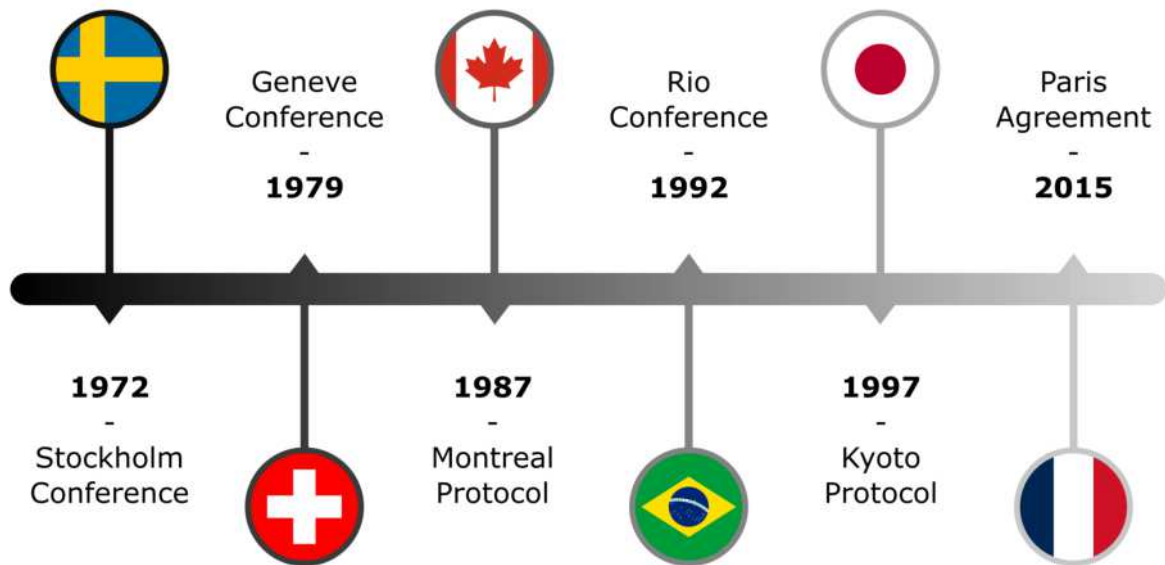 Geneve
Conference
-
1979
Rio
Conference
-
1992
Paris
Agreement
-
2015
1972
-
Stockholm
Conference
1987
-
Montreal
Protocol
1997
-
Kyoto
Protocol